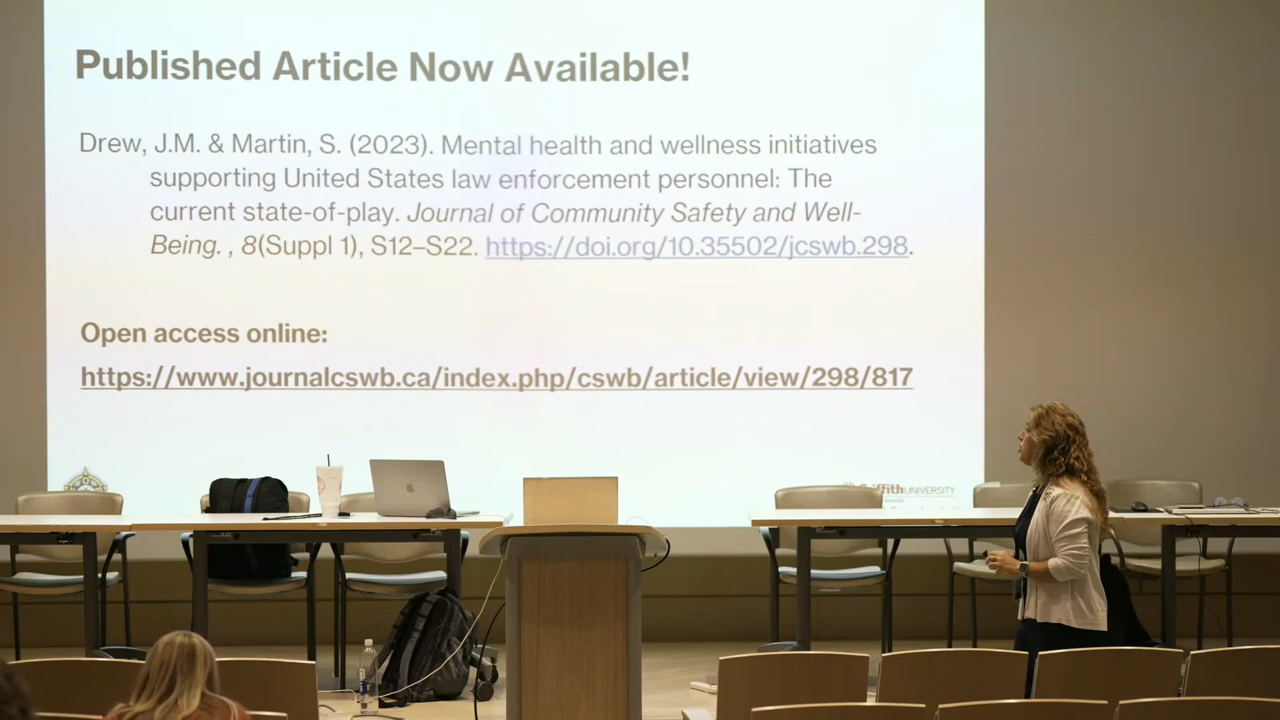 Published Article Now Available!
Drew, J.M. & Martin, S. (2023). Mental health and wellness initiatives
supporting United States law enforcement personnel: The
current state-of-play. Journal of Community Safety and Well-
Being. , 8(Suppl 1), S12–S22. https://doi.org/10.35502/jcswb.298.
Open access online:
https://www.journalcswb.ca/index.php/cswb/article/view/298/817
UNIVERSITY